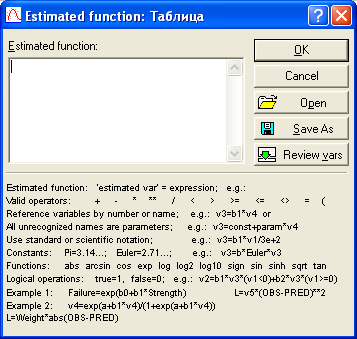 Estimated function: Таблица
Estimated function:
OK
Cancel
Open
Save As
Review vars
Estimated function: 'estimated var' = expression; e.g.:
Valid operators: + - * ** / < > >= <= <> = (
Reference variables by number or name; e.g.: v3=b1*v4 or
All unrecognized names are parameters; e.g.: v3=const+param*v4
Use standard or scientific notation; e.g.: v3=b1*v1/3e+2
Constants: Pi=3.14...; Euler=2.71...; e.g.: v3=b*Euler*v3
Functions: abs arcsin cos exp log log2 log10 sign sin sinh sqrt tan
Logical operations: true=1, false=0; e.g.: v2=b1*v3*(v1<0)+b2*v3*(v1>=0)
Example 1: Failure=exp(b0+b1*Strength) L=v5*(OBS-PRED)**2
Example 2: v4=exp(a+b1*v4)/(1+exp(a+b1*v4))
L=Weight*abs(OBS-PRED)